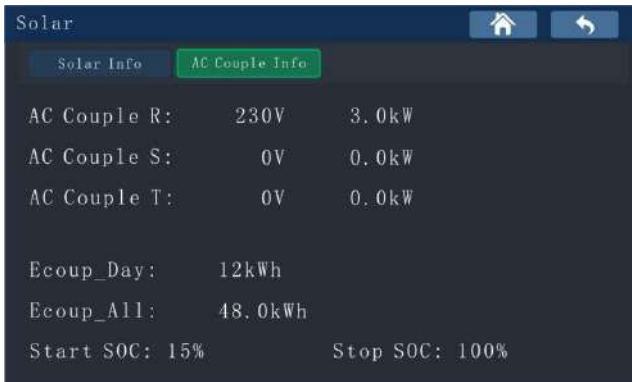 Solar
Solar Info AC Couple Info
AC Couple R: 230V 3.0kW
AC Couple S: 0V 0.0kW
AC Couple T: 0V 0.0kW
Ecoup_Day: 12kWh
Ecoup_All: 48.0kWh
Start SOC: 15% Stop SOC: 100%